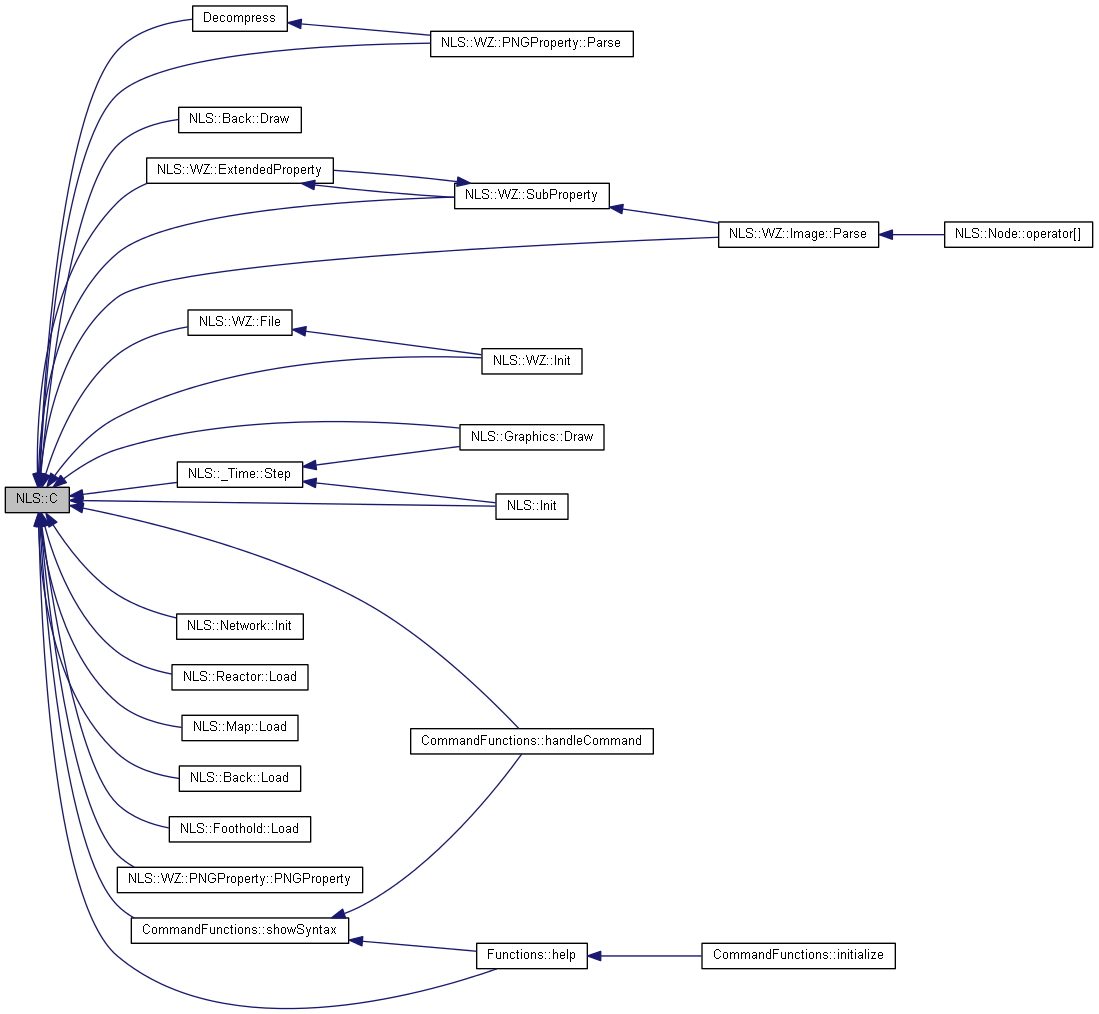 Decompress
NLS::WZ::PNGProperty::Parse
NLS::Back::Draw
NLS::WZ::ExtendedProperty
NLS::WZ::SubProperty
NLS::WZ::Image::Parse
NLS::Node::operator[]
NLS::WZ::File
NLS::WZ::Init
NLS::Graphics::Draw
NLS::_Time::Step
NLS::C
NLS::Init
NLS::Network::Init
NLS::Reactor::Load
NLS::Map::Load
CommandFunctions::handleCommand
NLS::Back::Load
NLS::Foothold::Load
NLS::WZ::PNGProperty::PNGProperty
CommandFunctions::showSyntax
Functions::help
CommandFunctions::initialize